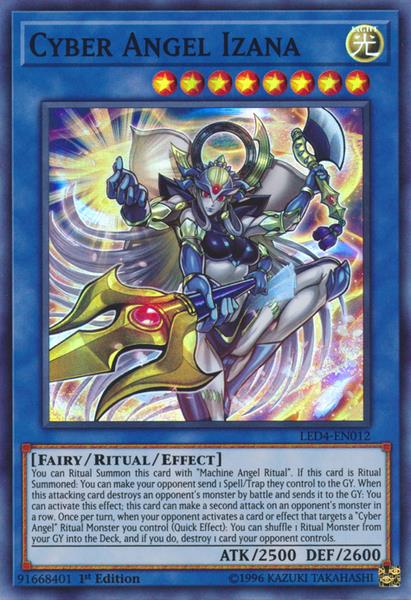 CYBER ANGEL IZANA
LIGHT
光
LED4-EN012
[FAIRY/RITUAL/EFFECT]
You can Ritual Summon this card with "Machine Angel Ritual". If this card is Ritual
Summoned: You can make your opponent send 1 Spell/Trap they control to the GY. When
this attacking card destroys an opponent's monster by battle and sends it to the GY: You
can activate this effect; this card can make a second attack on an opponent's monster in
a row. Once per turn, when your opponent activates a card or effect that targets a "Cyber
Angel" Ritual Monster you control (Quick Effect): You can shuffle 1 Ritual Monster from
your GY into the Deck, and if you do, destroy 1 card your opponent controls.
ATK/2500 DEF/2600
91668401 1st Edition ©1996 KAZUKI TAKAHASHI